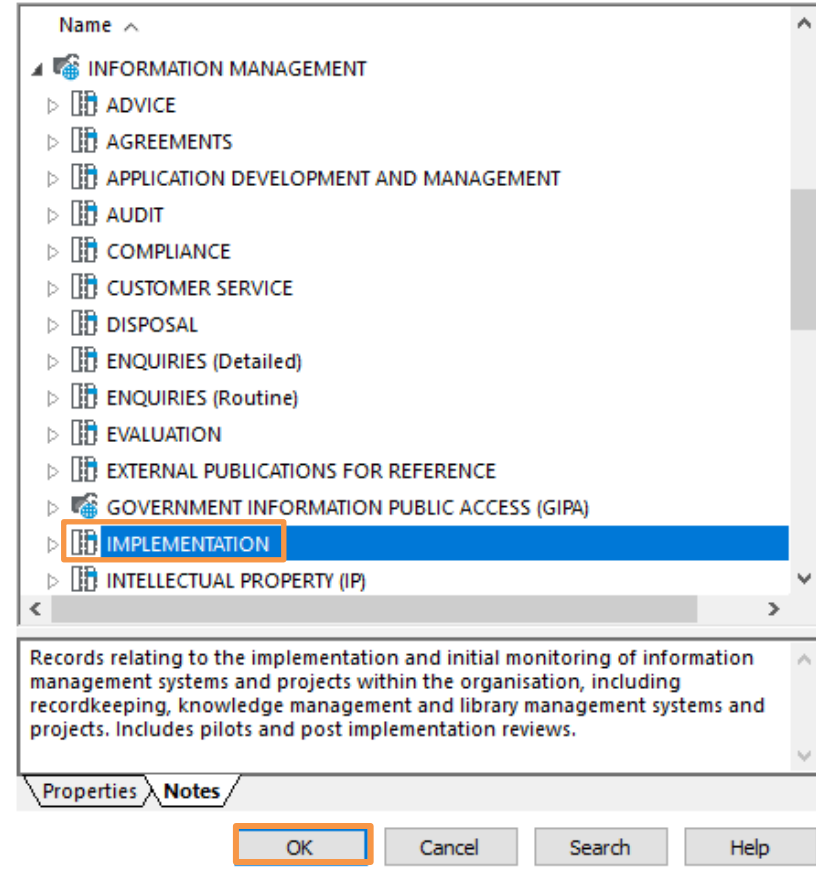 Name
INFORMATION MANAGEMENT
ADVICE
AGREEMENTS
APPLICATION DEVELOPMENT AND MANAGEMENT
AUDIT
COMPLIANCE
CUSTOMER SERVICE
DISPOSAL
ENQUIRIES (Detailed)
ENQUIRIES (Routine)
EVALUATION
EXTERNAL PUBLICATIONS FOR REFERENCE
GOVERNMENT INFORMATION PUBLIC ACCESS (GIPA)
IMPLEMENTATION
INTELLECTUAL PROPERTY (IP)
Records relating to the implementation and initial monitoring of information
management systems and projects within the organisation, including
recordkeeping, knowledge management and library management systems and
projects. Includes pilots and post implementation reviews.
Properties Notes
OK Cancel Search Help